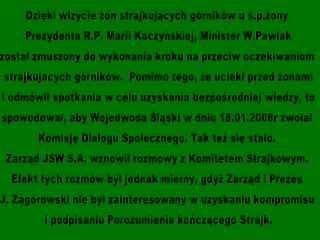 Dzięki wizycie żon strajkujących górników u ś.p.żony
Prezydenta R.P. Marii Kaczyńskiej, Minister W.Pawlak
został zmuszony do wykonania kroku na przeciw oczekiwaniom
strajkujacych górników. Pomimo tego, że uciekł przed żonami
i odmówił spotkania w celu uzyskania bezpośredniej wiedzy, to
spowodował, aby Wojewdoda Śląski w dniu 18.01.2008r zwołał
Komisję Dialogu Społecznego. Tak też się stało.
Zarząd JSW S.A. wznowił rozmowy z Komitetem Strajkowym.
Efekt tych rozmów był jednak mierny, gdyż Zarząd i Prezes
J. Zagórowski nie był zainteresowany w uzyskaniu kompromisu
i podpisaniu Porozumienia kończącego Strajk.